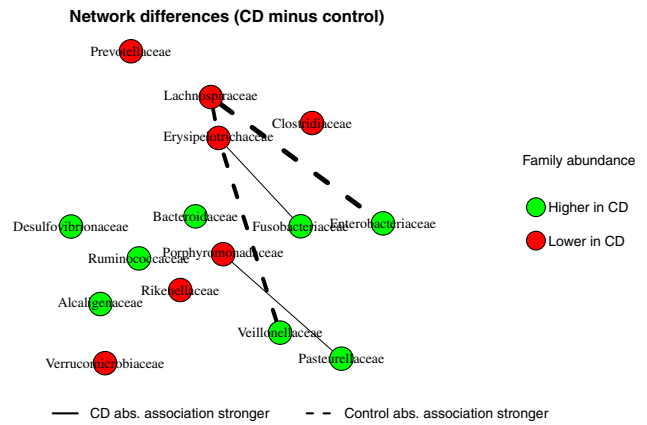 Network differences (CD minus control)
Prevotellaceae
Lachnospiraceae
Clostridiaceae
Erysipelotrichaceae
Family abundance
Higher in CD
Lower in CD
Bacteroidaceae
Desulfovibrionaceae
Fusobacteriaceae
Enterobacteriaceae
Ruminococcaceae
Porphyromonadaceae
Rikenellaceae
Alcaligenaceae
Veillonellaceae
Pasteurellaceae
Verrucomicrobiaceae
CD abs. association stronger
Control abs. association stronger